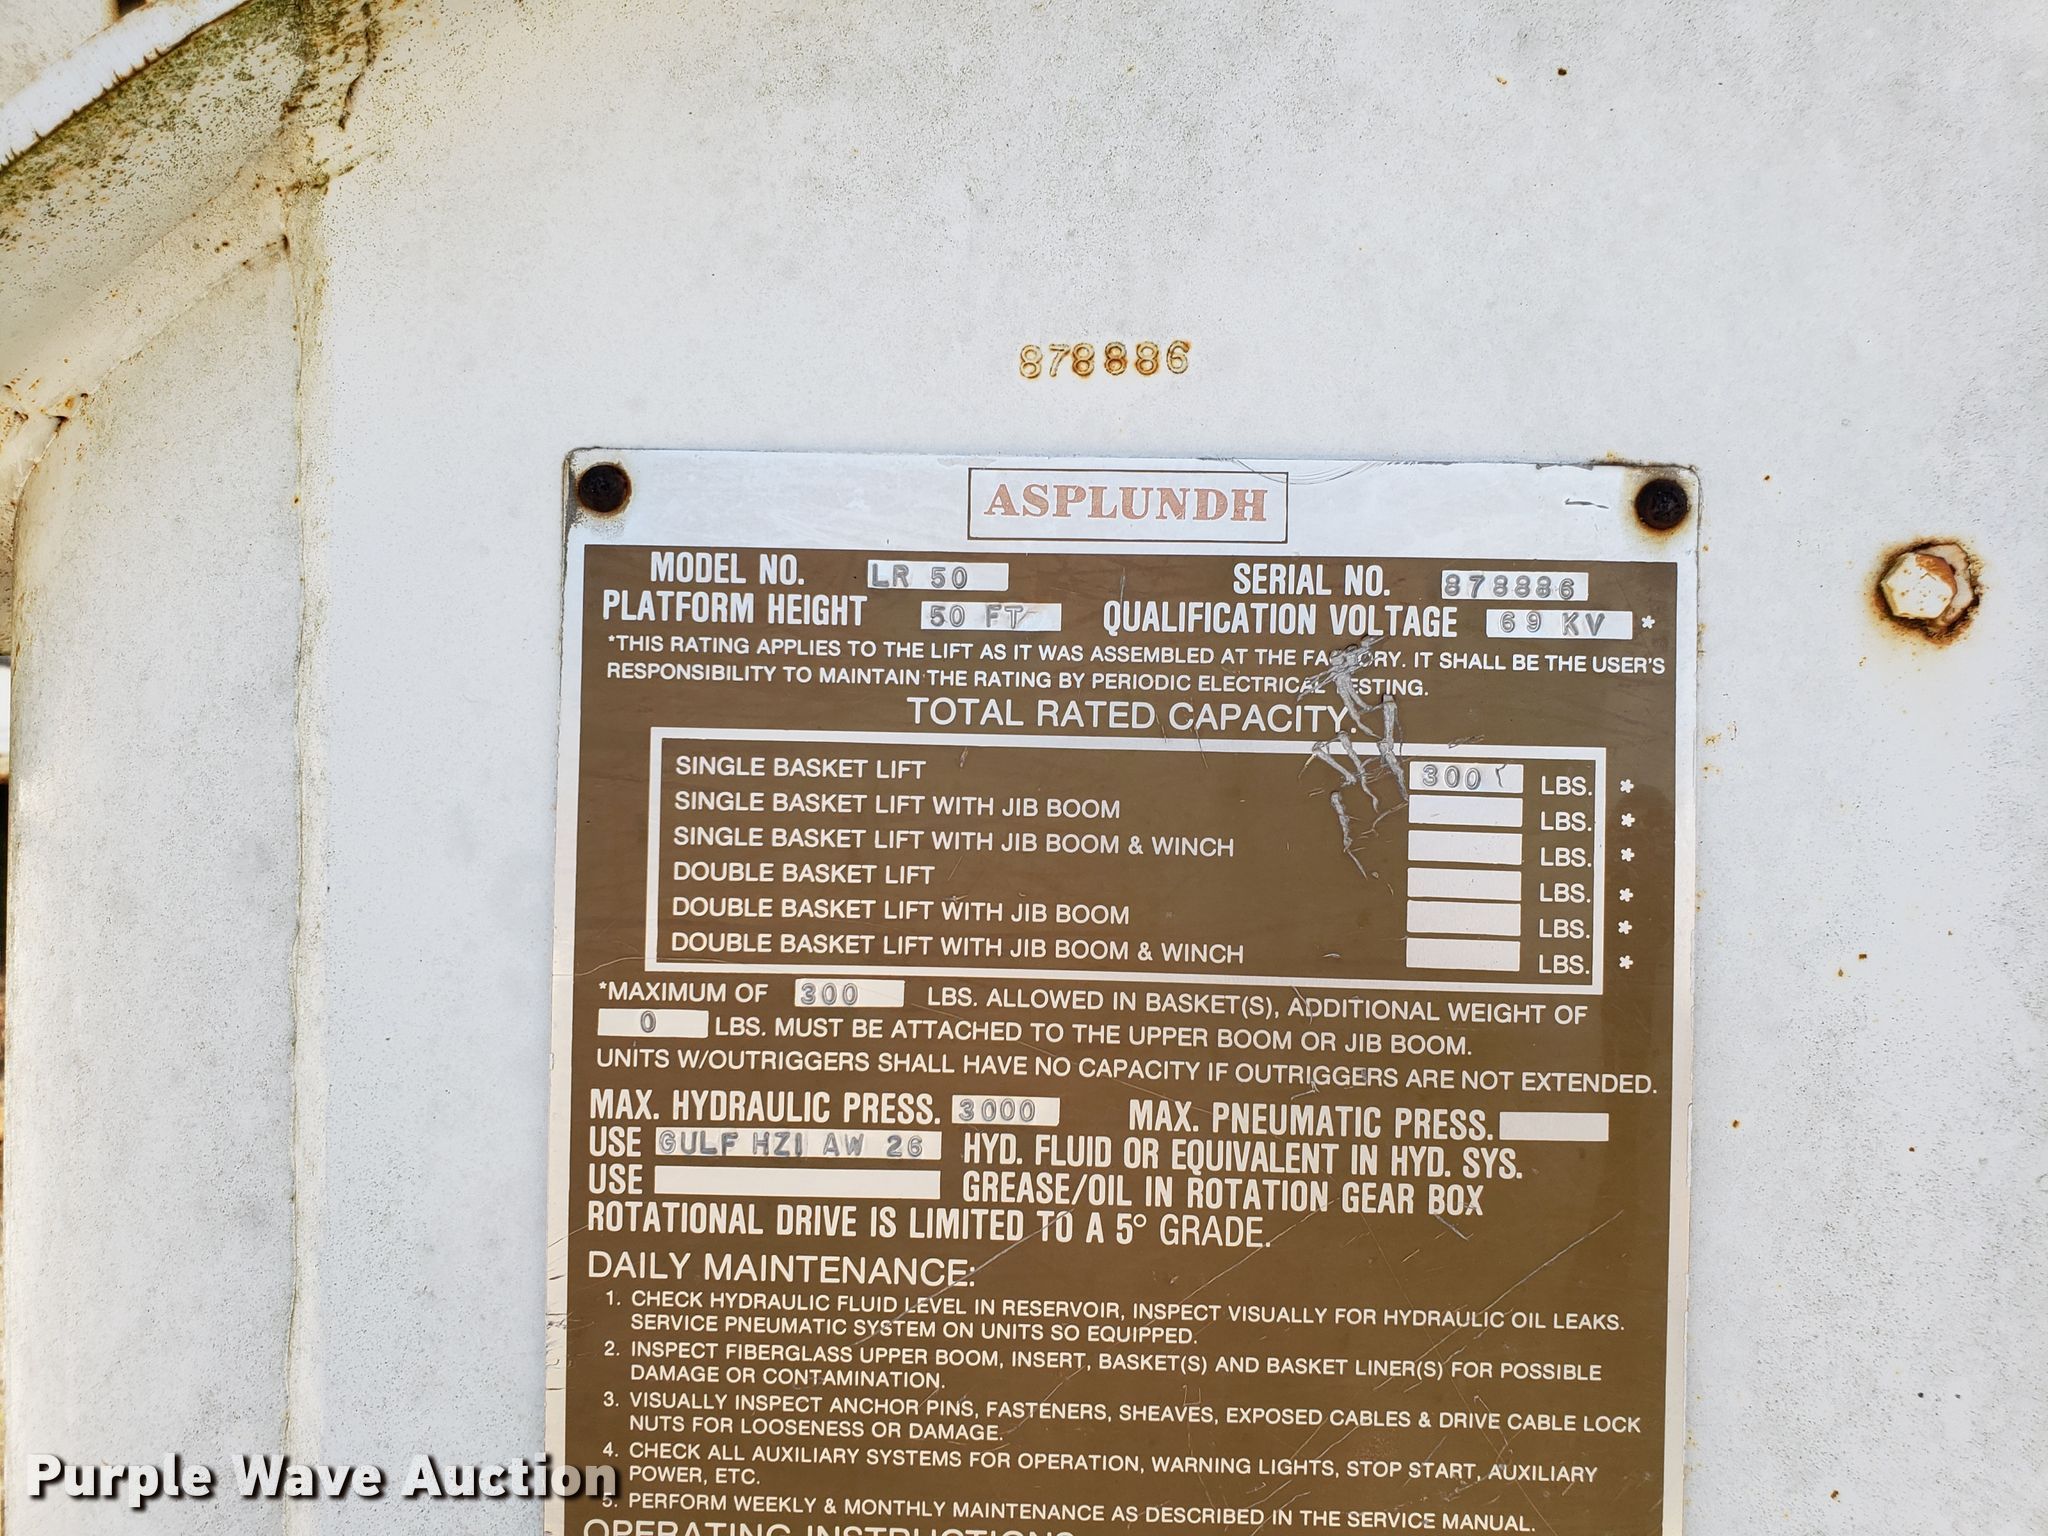 878886
ASPLUNDH
MODEL NO. LR 50 SERIAL NO. 878886
PLATFORM HEIGHT 50 FT QUALIFICATION VOLTAGE 69 KV *
*THIS RATING APPLIES TO THE LIFT AS IT WAS ASSEMBLED AT THE FACTORY. IT SHALL BE THE USER'S
RESPONSIBILITY TO MAINTAIN THE RATING BY PERIODIC ELECTRICAL TESTING.
TOTAL RATED CAPACITY.
SINGLE BASKET LIFT 300 LBS. *
SINGLE BASKET LIFT WITH JIB BOOM LBS. *
SINGLE BASKET LIFT WITH JIB BOOM & WINCH LBS. *
DOUBLE BASKET LIFT LBS. *
DOUBLE BASKET LIFT WITH JIB BOOM LBS. *
DOUBLE BASKET LIFT WITH JIB BOOM & WINCH LBS. *
*MAXIMUM OF 300 LBS. ALLOWED IN BASKET(S), ADDITIONAL WEIGHT OF
0 LBS. MUST BE ATTACHED TO THE UPPER BOOM OR JIB BOOM.
UNITS W/OUTRIGGERS SHALL HAVE NO CAPACITY IF OUTRIGGERS ARE NOT EXTENDED.
MAX. HYDRAULIC PRESS. 3000 MAX. PNEUMATIC PRESS.
USE GULF HZI AW 26 HYD. FLUID OR EQUIVALENT IN HYD. SYS.
USE GREASE/OIL IN ROTATION GEAR BOX
ROTATIONAL DRIVE IS LIMITED TO A 5° GRADE.
DAILY MAINTENANCE:
1. CHECK HYDRAULIC FLUID LEVEL IN RESERVOIR, INSPECT VISUALLY FOR HYDRAULIC OIL LEAKS.
SERVICE PNEUMATIC SYSTEM ON UNITS SO EQUIPPED.
2. INSPECT FIBERGLASS UPPER BOOM, INSERT, BASKET(S) AND BASKET LINER(S) FOR POSSIBLE
DAMAGE OR CONTAMINATION.
3. VISUALLY INSPECT ANCHOR PINS, FASTENERS, SHEAVES, EXPOSED CABLES & DRIVE CABLE LOCK
NUTS FOR LOOSENESS OR DAMAGE.
4. CHECK ALL AUXILIARY SYSTEMS FOR OPERATION, WARNING LIGHTS, STOP START, AUXILIARY
POWER, ETC.
5. PERFORM WEEKLY & MONTHLY MAINTENANCE AS DESCRIBED IN THE SERVICE MANUAL.
OPERATING INSTRUCTIONS
Purple Wave Auction